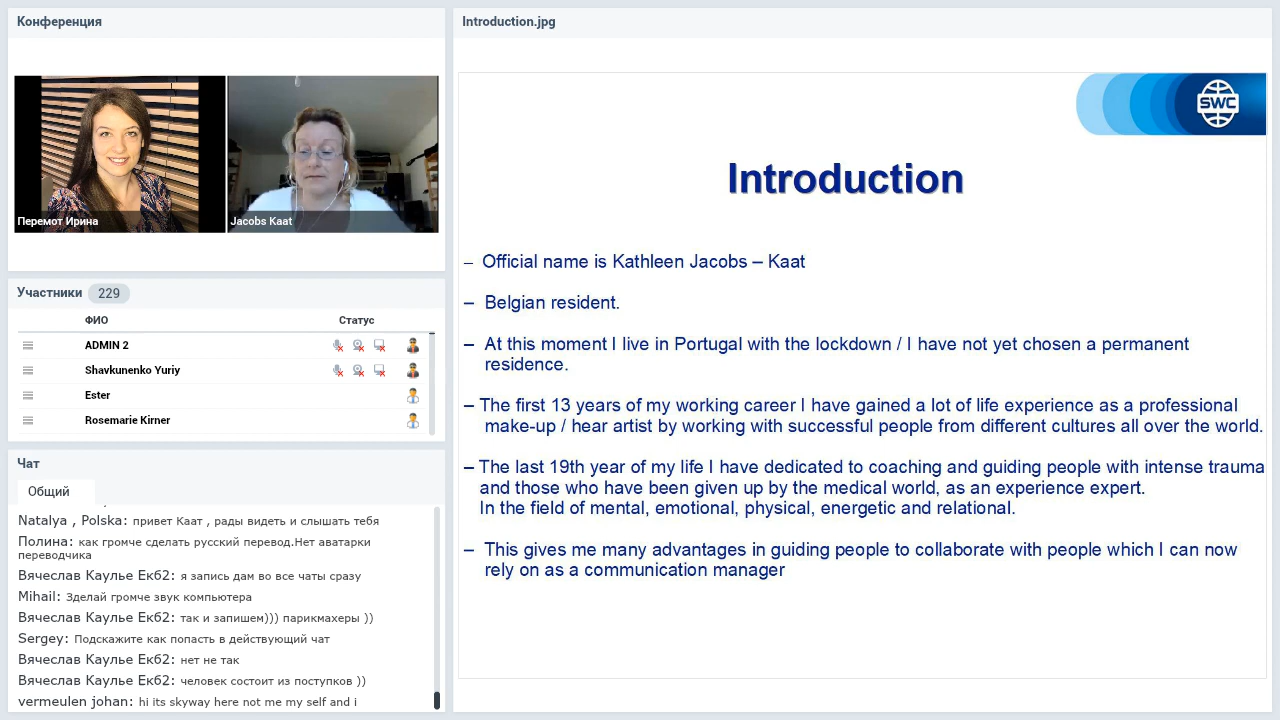 Конференция
Перемот Ирина
Jacobs Kaat
Участники 229
ФИО Статус
ADMIN 2
Shavkunenko Yuriy
Ester
Rosemarie Kirner
Чат
Общий
Natalya , Polska: привет Каат , рады видеть и слышать тебя
Полина: как громче сделать русский перевод.Нет аватарки
переводчика
Вячеслав Каулье Екб2: я запись дам во все чаты сразу
Mihail: Зделай громче звук компьютера
Вячеслав Каулье Екб2: так и запишем))) парикмахеры ))
Sergey: Подскажите как попасть в действующий чат
Вячеслав Каулье Екб2: нет не так
Вячеслав Каулье Екб2: человек состоит из поступков ))
vermeulen johan: hi its skyway here not me my self and i
Introduction.jpg
SWC
Introduction
– Official name is Kathleen Jacobs – Kaat
– Belgian resident.
– At this moment I live in Portugal with the lockdown / I have not yet chosen a permanent
residence.
– The first 13 years of my working career I have gained a lot of life experience as a professional
make-up / hear artist by working with successful people from different cultures all over the world.
– The last 19th year of my life I have dedicated to coaching and guiding people with intense trauma
and those who have been given up by the medical world, as an experience expert.
In the field of mental, emotional, physical, energetic and relational.
– This gives me many advantages in guiding people to collaborate with people which I can now
rely on as a communication manager